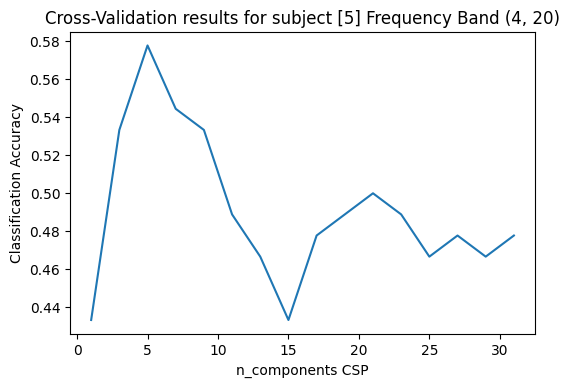 Cross-Validation results for subject [5] Frequency Band (4, 20)
0.58
0.56
0.54
0.52
0.50
0.48
0.46
0.44
Classification Accuracy
0 5 10 15 20 25 30
n_components CSP